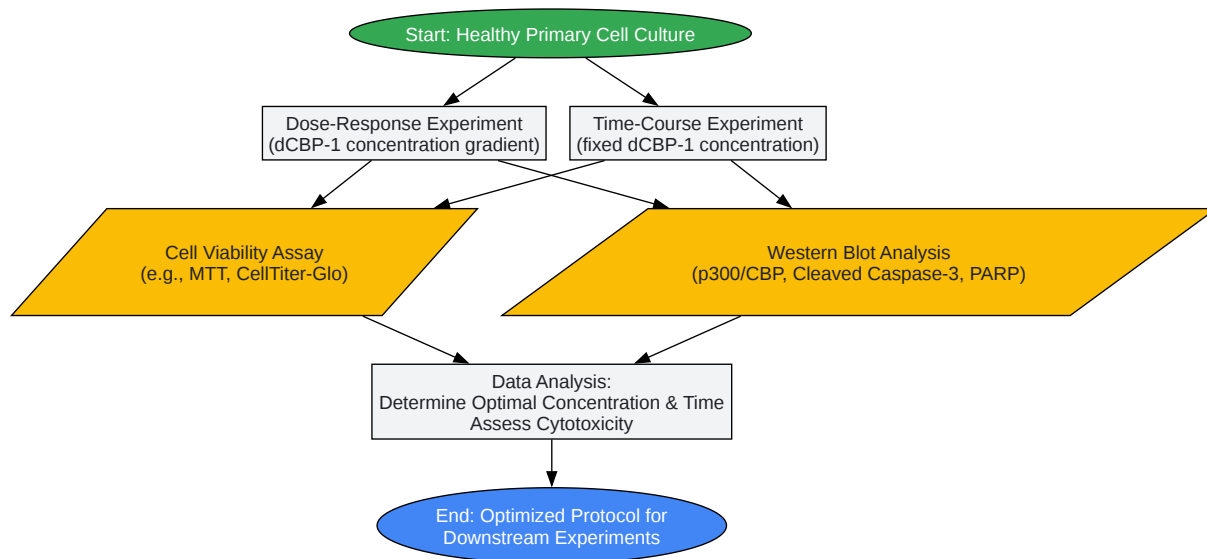 Start: Healthy Primary Cell Culture
Dose-Response Experiment
(dCBP-1 concentration gradient)
Time-Course Experiment
(fixed dCBP-1 concentration)
Cell Viability Assay
(e.g., MTT, CellTiter-Glo)
Western Blot Analysis
(p300/CBP, Cleaved Caspase-3, PARP)
Data Analysis:
Determine Optimal Concentration & Time
Assess Cytotoxicity
End: Optimized Protocol for
Downstream Experiments